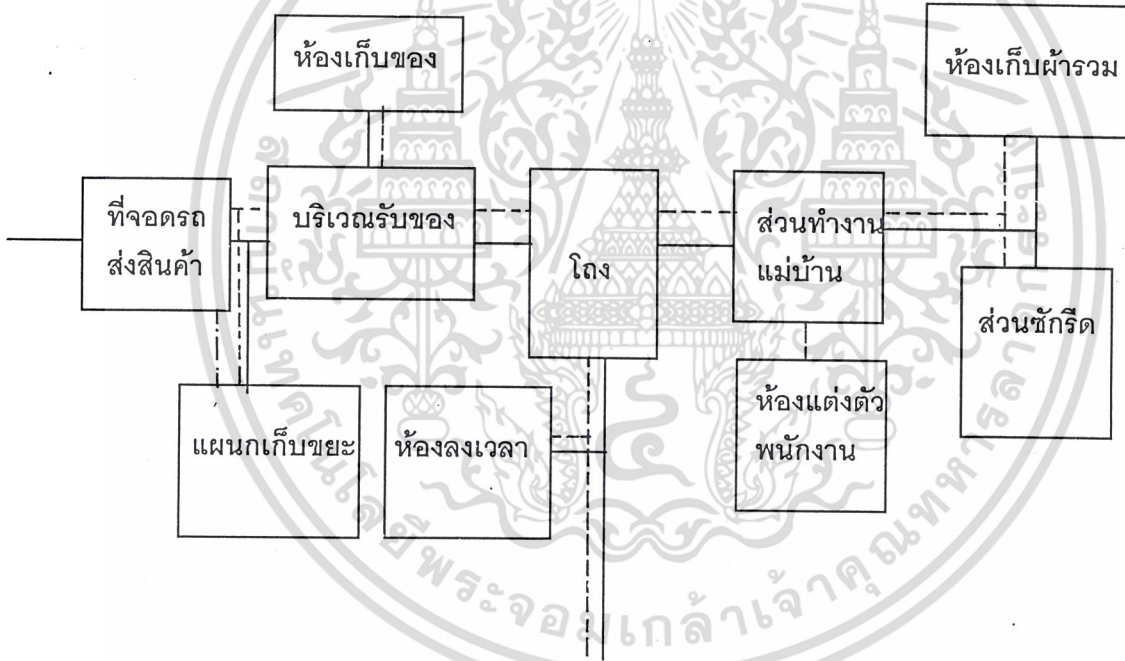 ห้องเก็บของ
ห้องเก็บผ้ารวม
ที่จอดรถ
ส่งสินค้า
บริเวณรับของ
โถง
ส่วนทำงาน
แม่บ้าน
ส่วนซักรีด
แผนกเก็บขยะ
ห้องลงเวลา
ห้องแต่งตัว
พนักงาน